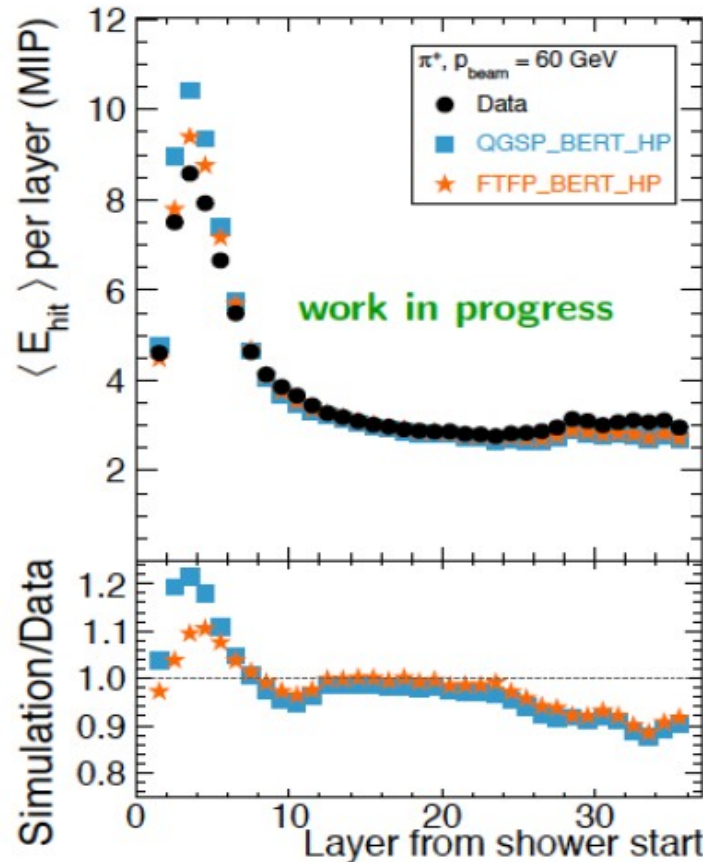 ⟨E_hit⟩ per layer (MIP)
12
10
8
6
4
2
π⁺, p_beam = 60 GeV
Data
QGSP_BERT_HP
FTFP_BERT_HP
work in progress
Simulation/Data
1.2
1.1
1.0
0.9
0.8
0 10 20 30
Layer from shower start